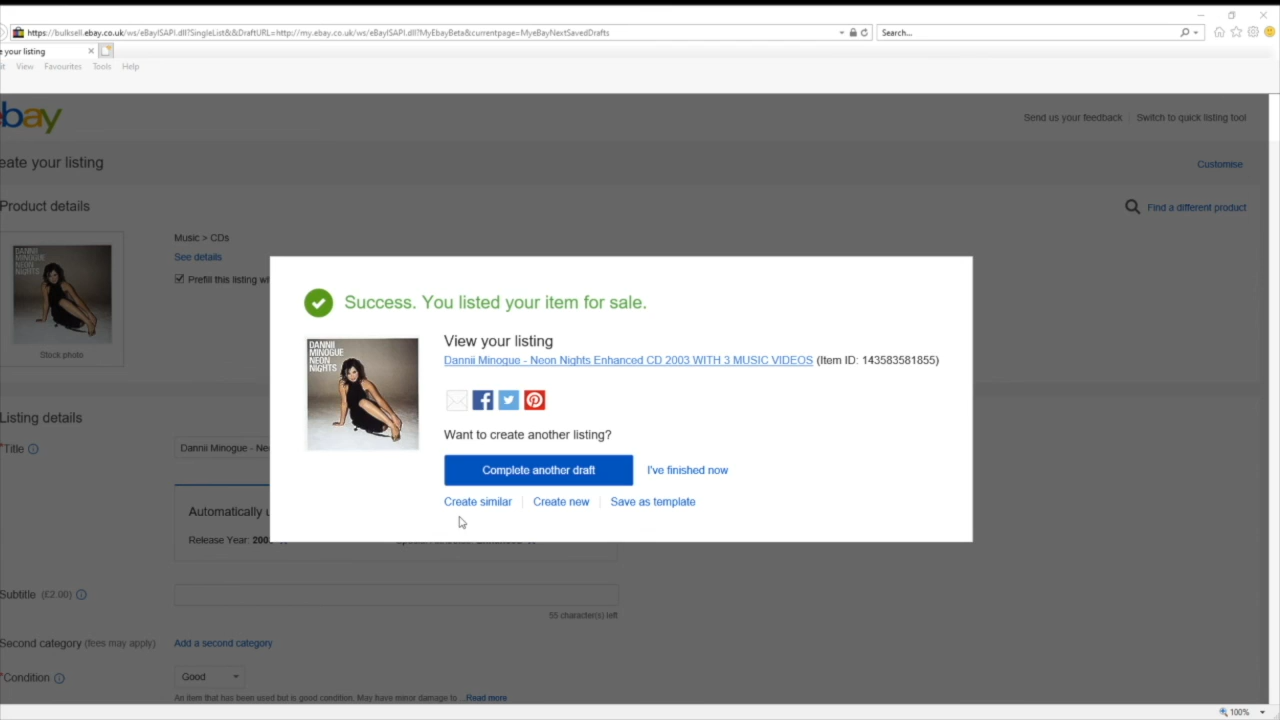 https://bulksell.ebay.co.uk/ws/eBayISAPI.dll?SingleList&&DraftURL=http://my.ebay.co.uk/ws/eBayISAPI.dll?MyEbayBeta&currentpage=MyeBayNextSavedDrafts
Search...
e your listing
it View Favourites Tools Help
ebay
Send us your feedback Switch to quick listing tool
eate your listing
Customise
Product details
Find a different product
Music > CDs
See details
Prefill this listing wi
DANNII
MINOGUE
NEON
NIGHTS
Stock photo
Success. You listed your item for sale.
DANNII
MINOGUE
NEON
NIGHTS
View your listing
Dannii Minogue - Neon Nights Enhanced CD 2003 WITH 3 MUSIC VIDEOS (Item ID: 143583581855)
Want to create another listing?
Complete another draft I've finished now
Create similar Create new Save as template
Listing details
*Title
Dannii Minogue - Ne
Automatically u
Release Year: 200
Subtitle (£2.00)
55 character(s) left
Second category (fees may apply) Add a second category
*Condition
Good
An item that has been used but is good condition. May have minor damage to ...Read more
100%